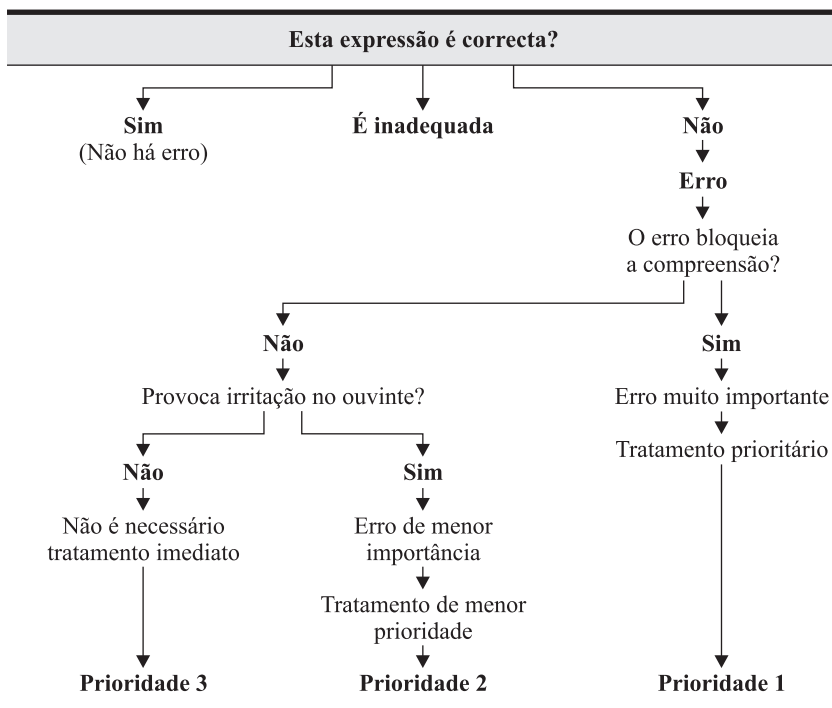 Esta expressão é correcta?
Sim
(Não há erro)
É inadequada
Não
Erro
O erro bloqueia
a compreensão?
Não
Sim
Provoca irritação no ouvinte?
Erro muito importante
Tratamento prioritário
Não
Sim
Não é necessário
tratamento imediato
Erro de menor
importância
Tratamento de menor
prioridade
Prioridade 3
Prioridade 2
Prioridade 1